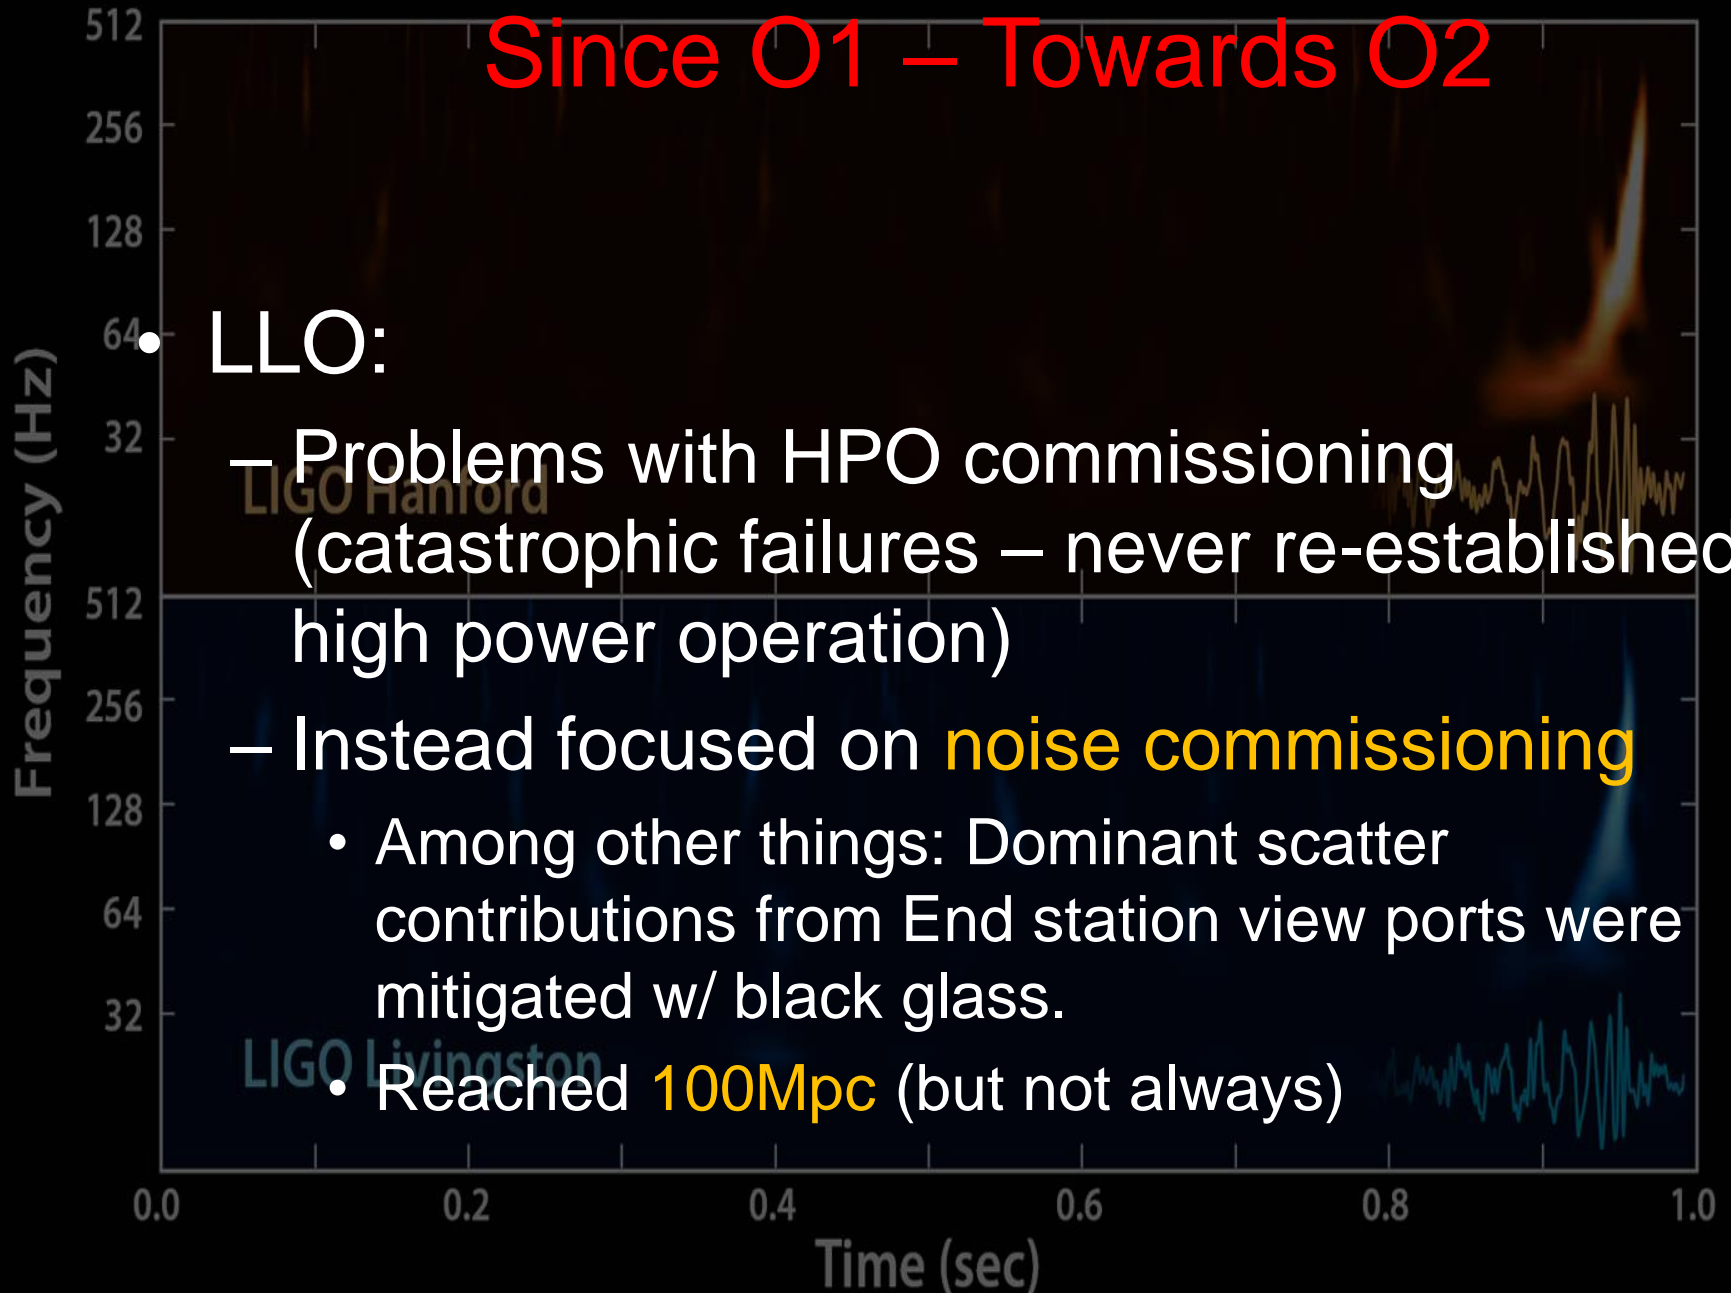 Since O1 – Towards O2
• LLO:
– Problems with HPO commissioning
(catastrophic failures – never re-established
high power operation)
– Instead focused on noise commissioning
• Among other things: Dominant scatter
contributions from End station view ports were
mitigated w/ black glass.
• Reached 100Mpc (but not always)
Frequency (Hz)
512
256
128
64
32
LIGO Hanford
512
256
128
64
32
LIGO Livingston
0.0 0.2 0.4 0.6 0.8 1.0
Time (sec)